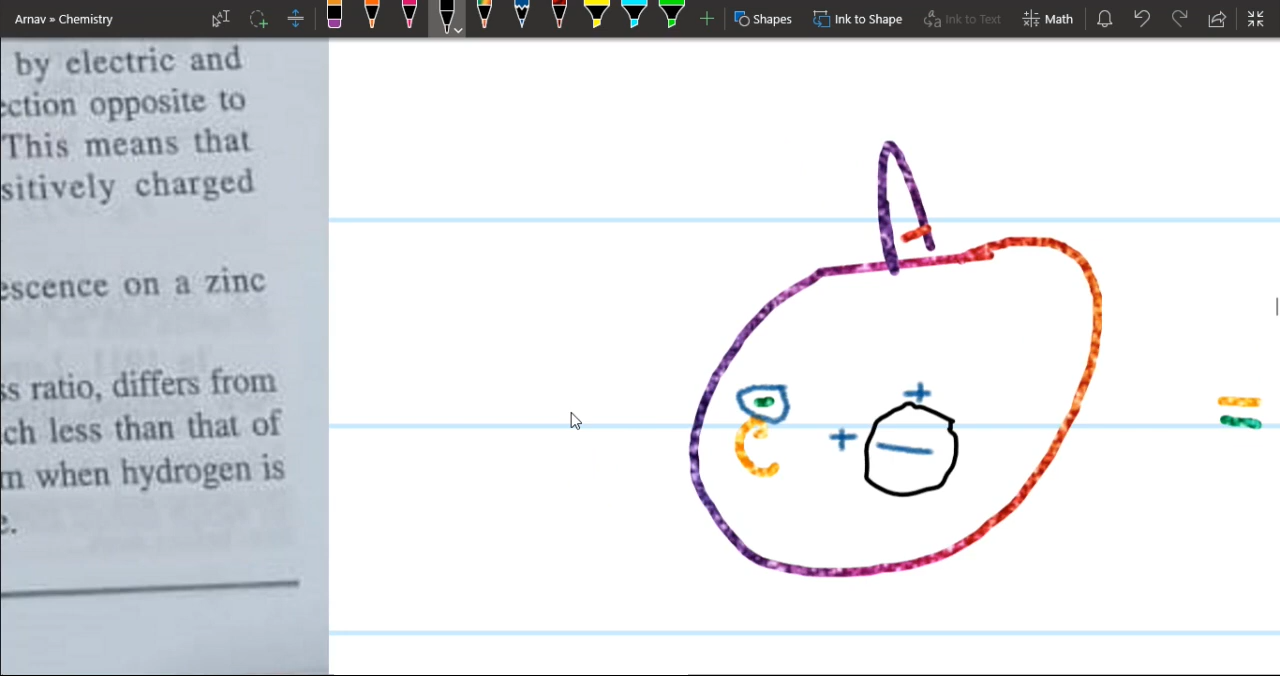 Arnav » Chemistry
Shapes
Ink to Shape
Ink to Text
Math
by electric and
ection opposite to
This means that
sitively charged
escence on a zinc
ss ratio, differs from
ch less than that of
m when hydrogen is
e.
A
+
e-
+
−
=